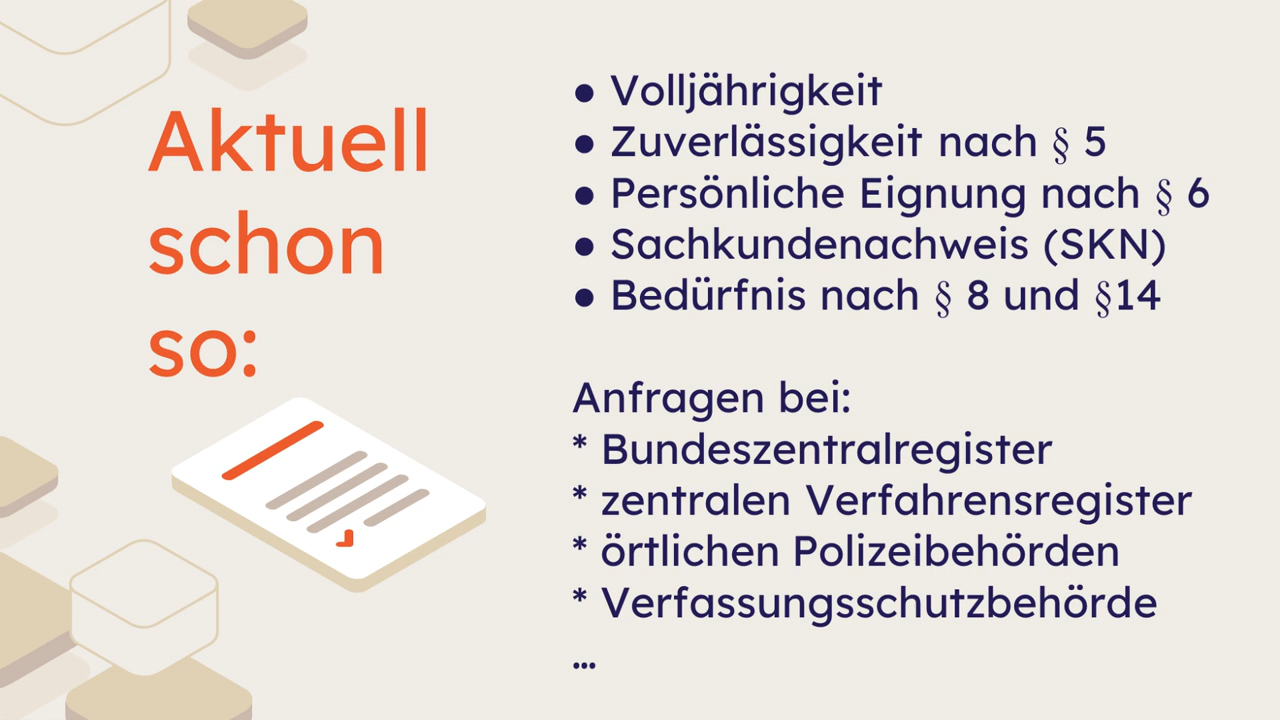 Aktuell
schon
so:
● Volljährigkeit
● Zuverlässigkeit nach § 5
● Persönliche Eignung nach § 6
● Sachkundenachweis (SKN)
● Bedürfnis nach § 8 und §14
Anfragen bei:
* Bundeszentralregister
* zentralen Verfahrensregister
* örtlichen Polizeibehörden
* Verfassungsschutzbehörde
...